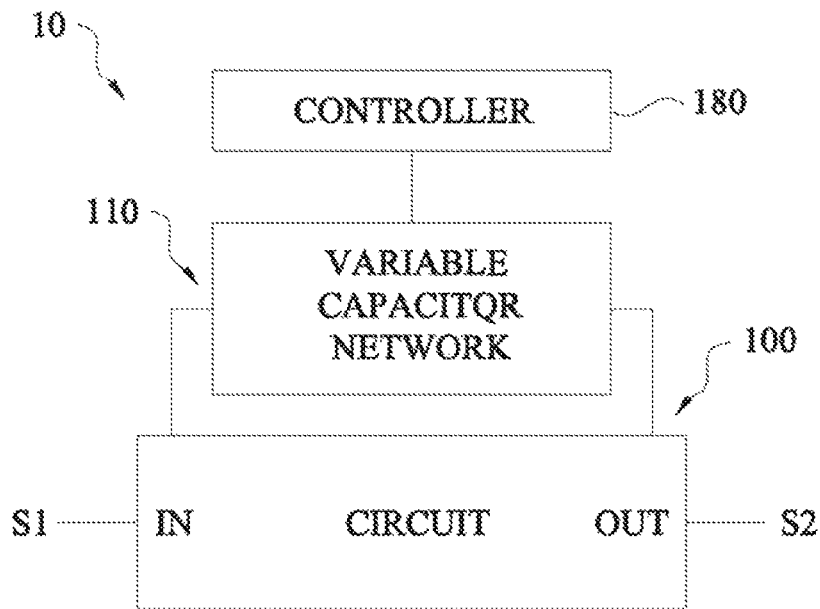 10
CONTROLLER
180
110
VARIABLE
CAPACITQR
NETWORK
100
S1
IN
CIRCUIT
OUT
S2